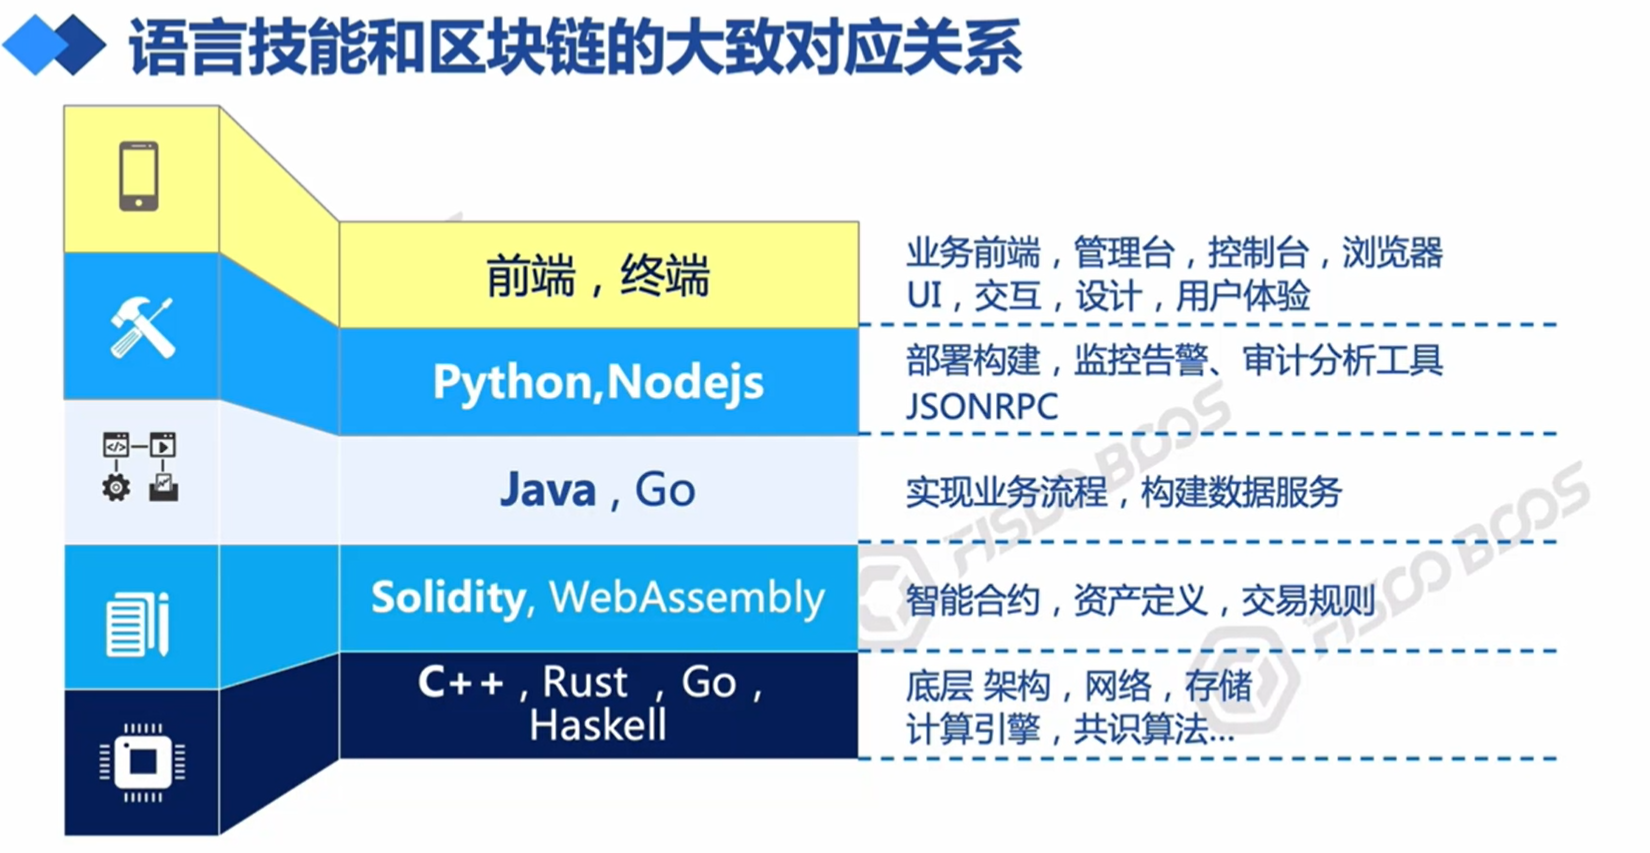 语言技能和区块链的大致对应关系
前端，终端
业务前端，管理台，控制台，浏览器
UI，交互，设计，用户体验
Python,Nodejs
部署构建，监控告警、审计分析工具
JSONRPC
Java，Go
实现业务流程，构建数据服务
Solidity, WebAssembly
智能合约，资产定义，交易规则
C++，Rust ，Go，
Haskell
底层 架构，网络，存储
计算引擎，共识算法...
FISCO BCOS
FISCO BCOS